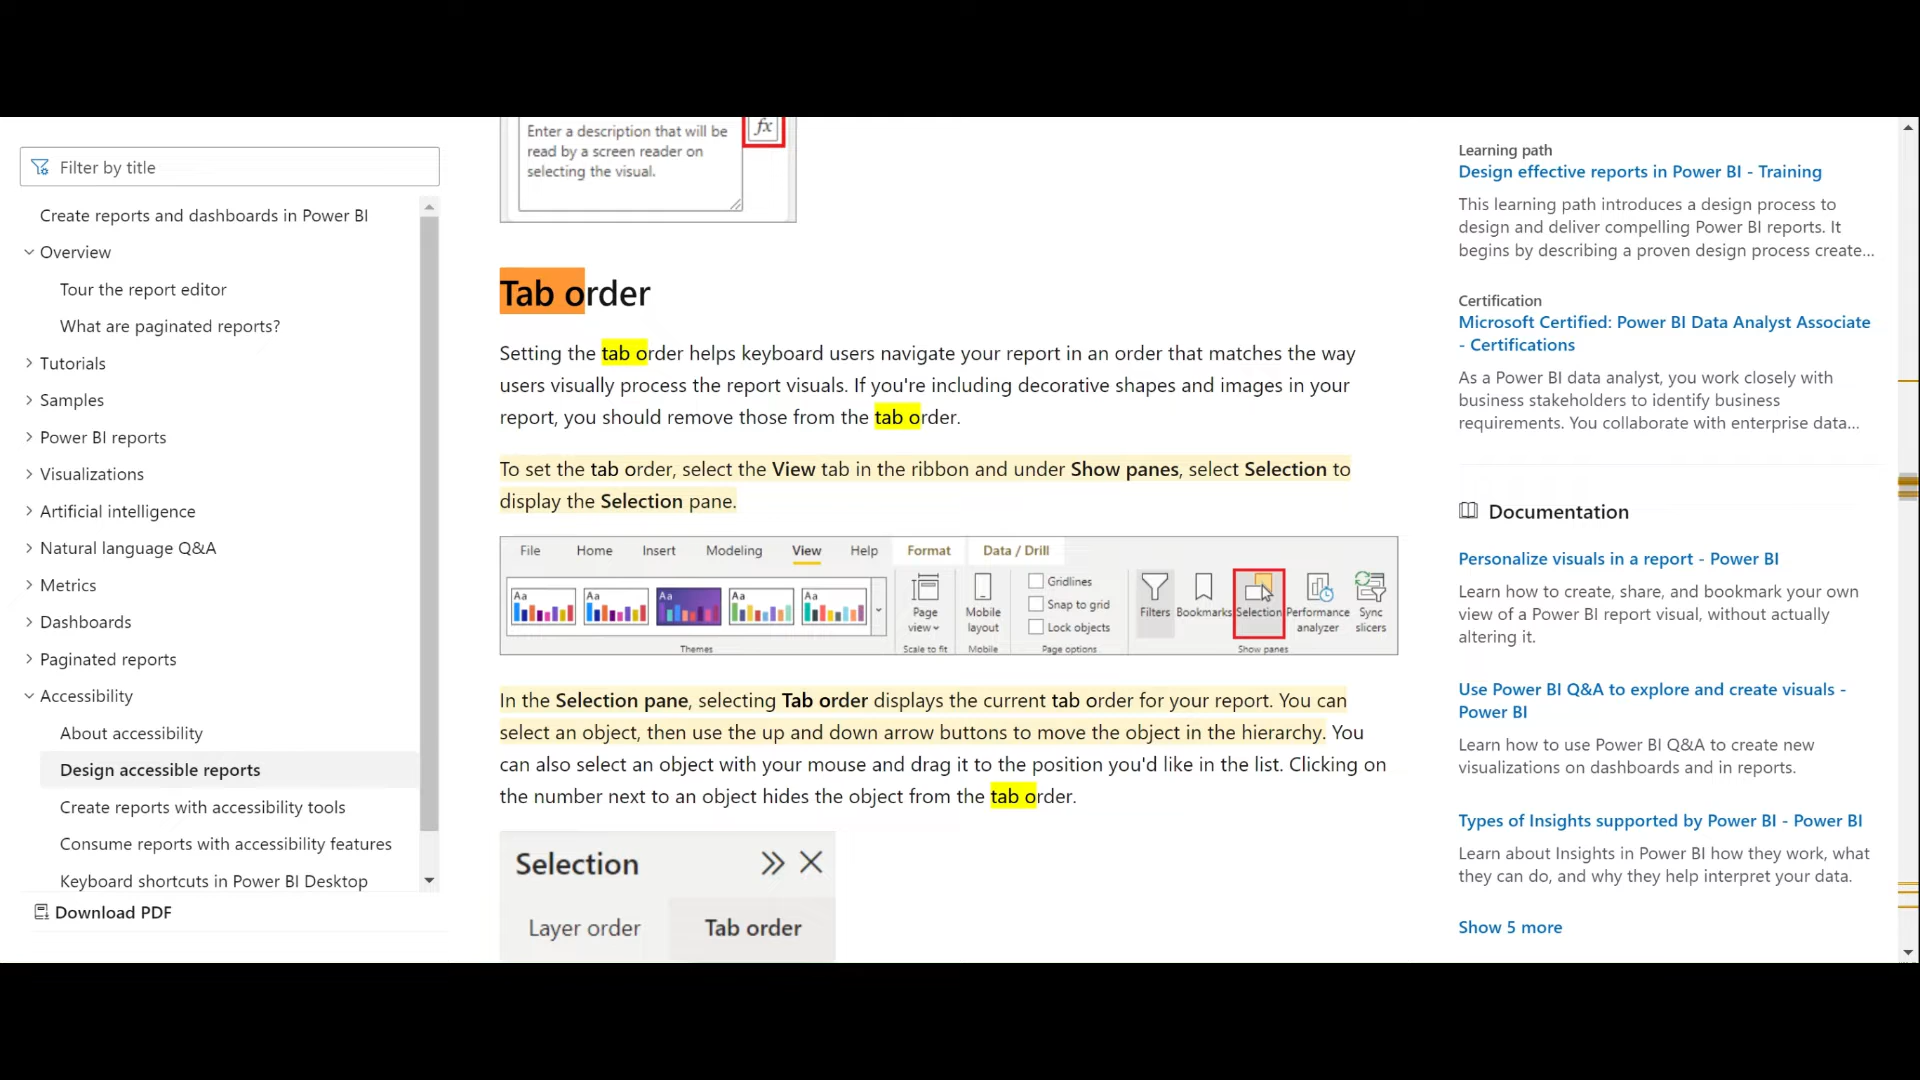 Filter by title
Create reports and dashboards in Power BI
Overview
Tour the report editor
What are paginated reports?
Tutorials
Samples
Power BI reports
Visualizations
Artificial intelligence
Natural language Q&A
Metrics
Dashboards
Paginated reports
Accessibility
About accessibility
Design accessible reports
Create reports with accessibility tools
Consume reports with accessibility features
Keyboard shortcuts in Power BI Desktop
Download PDF
Enter a description that will be
read by a screen reader on
selecting the visual.
fx
Tab order
Setting the tab order helps keyboard users navigate your report in an order that matches the way
users visually process the report visuals. If you're including decorative shapes and images in your
report, you should remove those from the tab order.
To set the tab order, select the View tab in the ribbon and under Show panes, select Selection to
display the Selection pane.
File Home Insert Modeling View Help Format Data / Drill
Aa Aa Aa Aa Aa
Themes
Page
view
Scale to fit
Mobile
layout
Mobile
Gridlines
Snap to grid
Lock objects
Page options
Filters
Bookmarks
Selection
Performance
analyzer
Sync
slicers
Show panes
In the Selection pane, selecting Tab order displays the current tab order for your report. You can
select an object, then use the up and down arrow buttons to move the object in the hierarchy. You
can also select an object with your mouse and drag it to the position you'd like in the list. Clicking on
the number next to an object hides the object from the tab order.
Selection
Layer order Tab order
Learning path
Design effective reports in Power BI - Training
This learning path introduces a design process to
design and deliver compelling Power BI reports. It
begins by describing a proven design process create...
Certification
Microsoft Certified: Power BI Data Analyst Associate
- Certifications
As a Power BI data analyst, you work closely with
business stakeholders to identify business
requirements. You collaborate with enterprise data...
Documentation
Personalize visuals in a report - Power BI
Learn how to create, share, and bookmark your own
view of a Power BI report visual, without actually
altering it.
Use Power BI Q&A to explore and create visuals -
Power BI
Learn how to use Power BI Q&A to create new
visualizations on dashboards and in reports.
Types of Insights supported by Power BI - Power BI
Learn about Insights in Power BI how they work, what
they can do, and why they help interpret your data.
Show 5 more